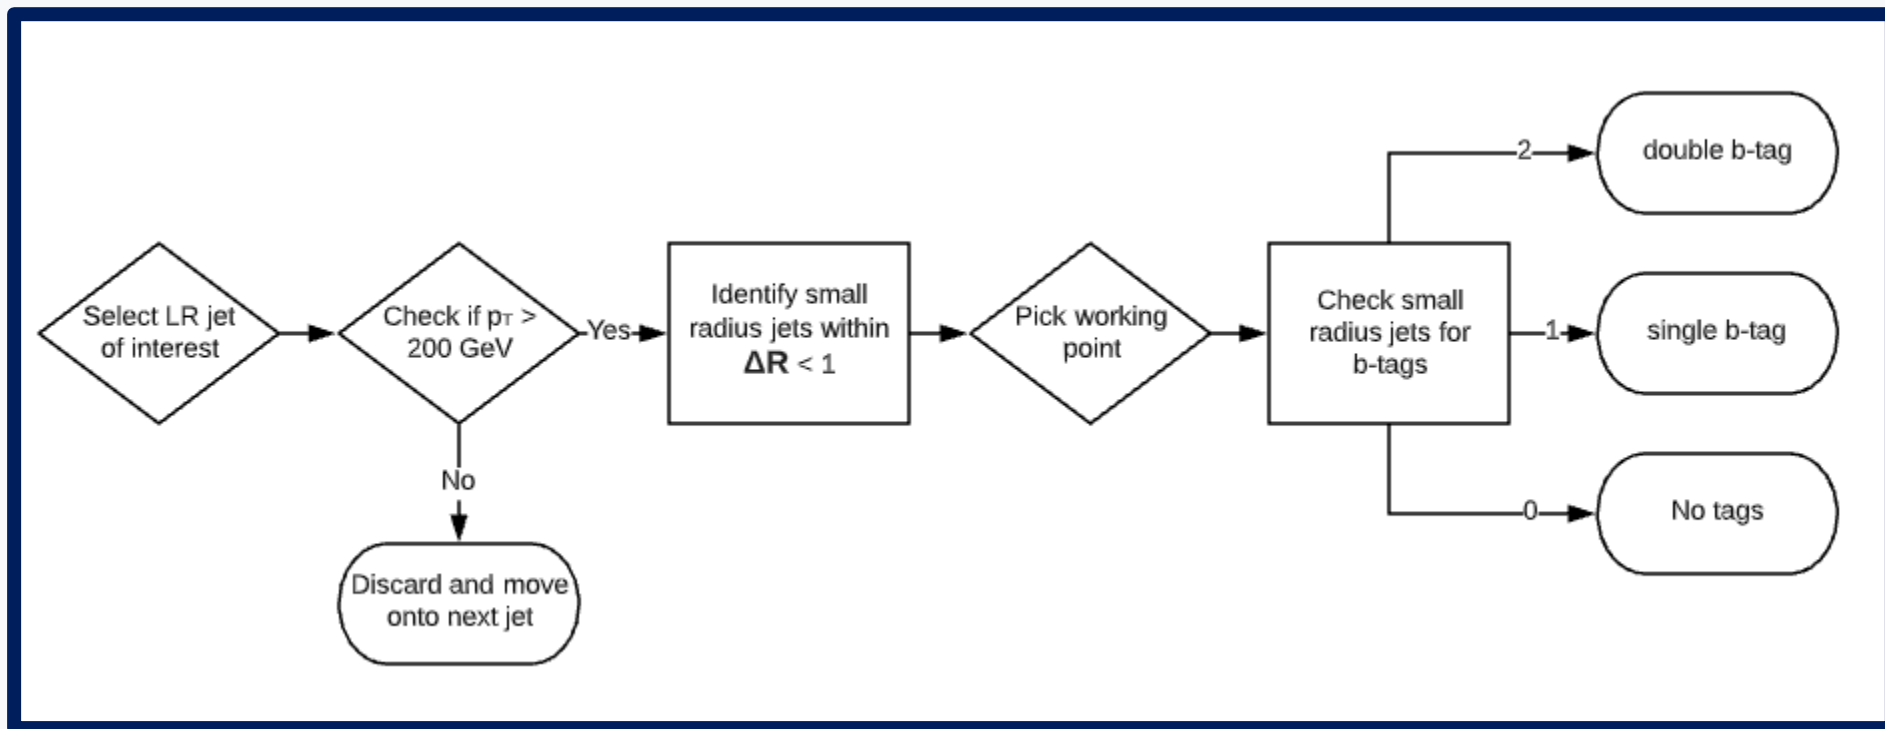 Select LR jet
of interest
Check if pT >
200 GeV
Yes
No
Discard and move
onto next jet
Identify small
radius jets within
ΔR < 1
Pick working
point
Check small
radius jets for
b-tags
2
double b-tag
1
single b-tag
0
No tags